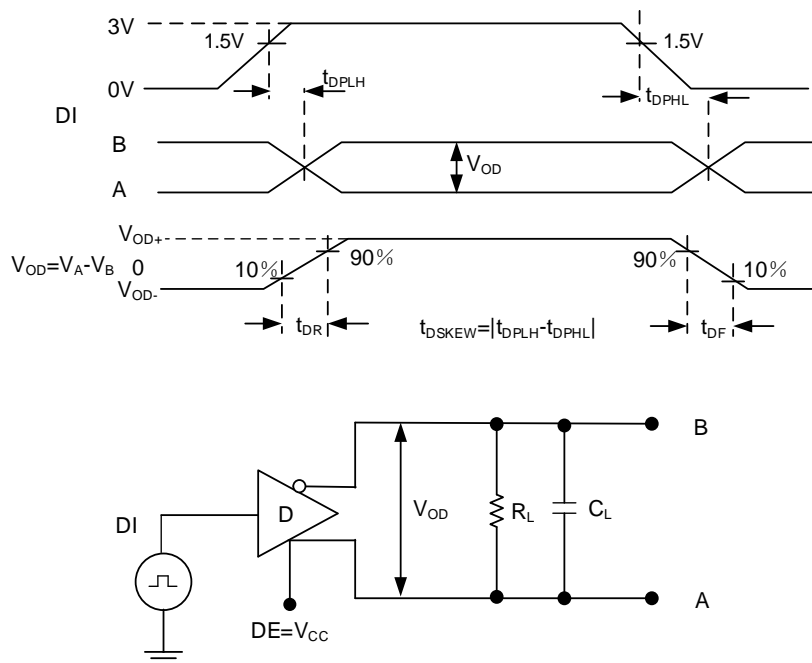 3V
1.5V
1.5V
tDPLH
tDPHL
0V
DI
B
VOD
A
VOD+
VOD=VA-VB 0
10%
90%
90%
10%
VOD-
tDR
tDSKEW=|tDPLH-tDPHL|
tDF
B
D
VOD
RL
CL
DI
A
DE=VCC